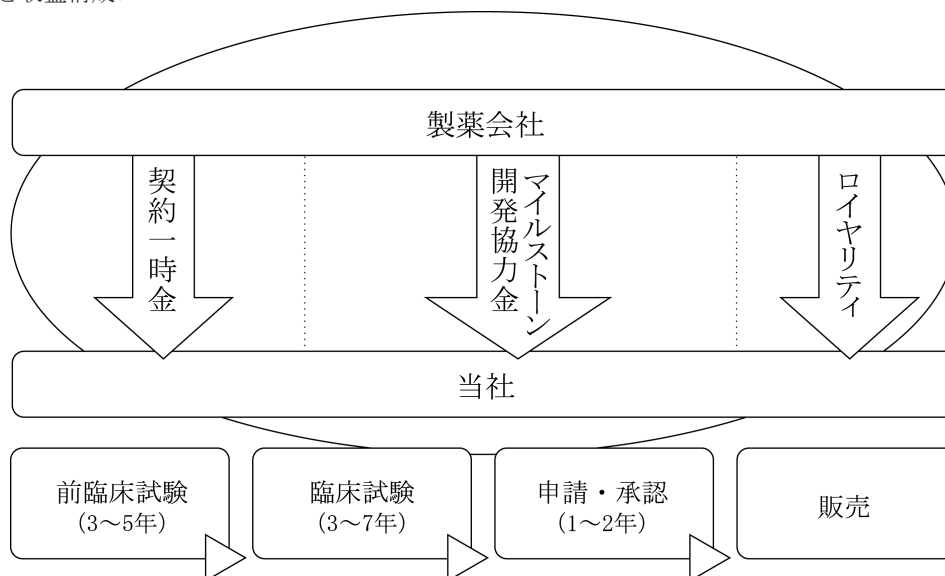 製薬会社
契約一時金
マイルストーン
開発協力金
ロイヤリティ
当社
前臨床試験
(3～5年)
臨床試験
(3～7年)
申請・承認
(1～2年)
販売